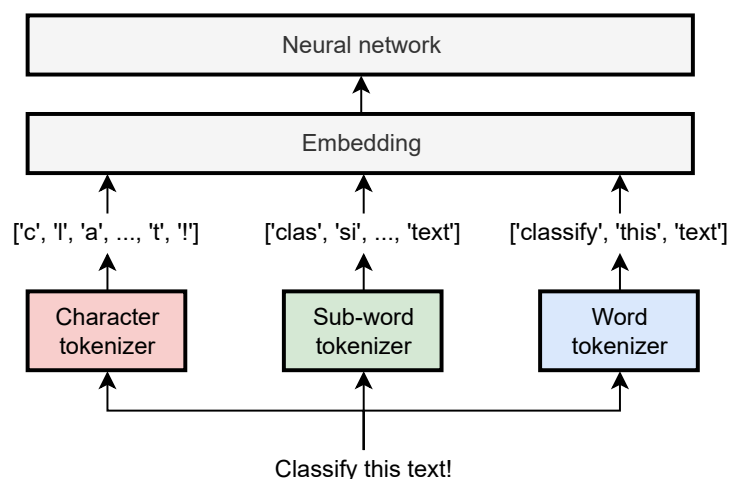 Neural network
Embedding
['c', 'l', 'a', ..., 't', '!']
['clas', 'si', ..., 'text']
['classify', 'this', 'text']
Character
tokenizer
Sub-word
tokenizer
Word
tokenizer
Classify this text!